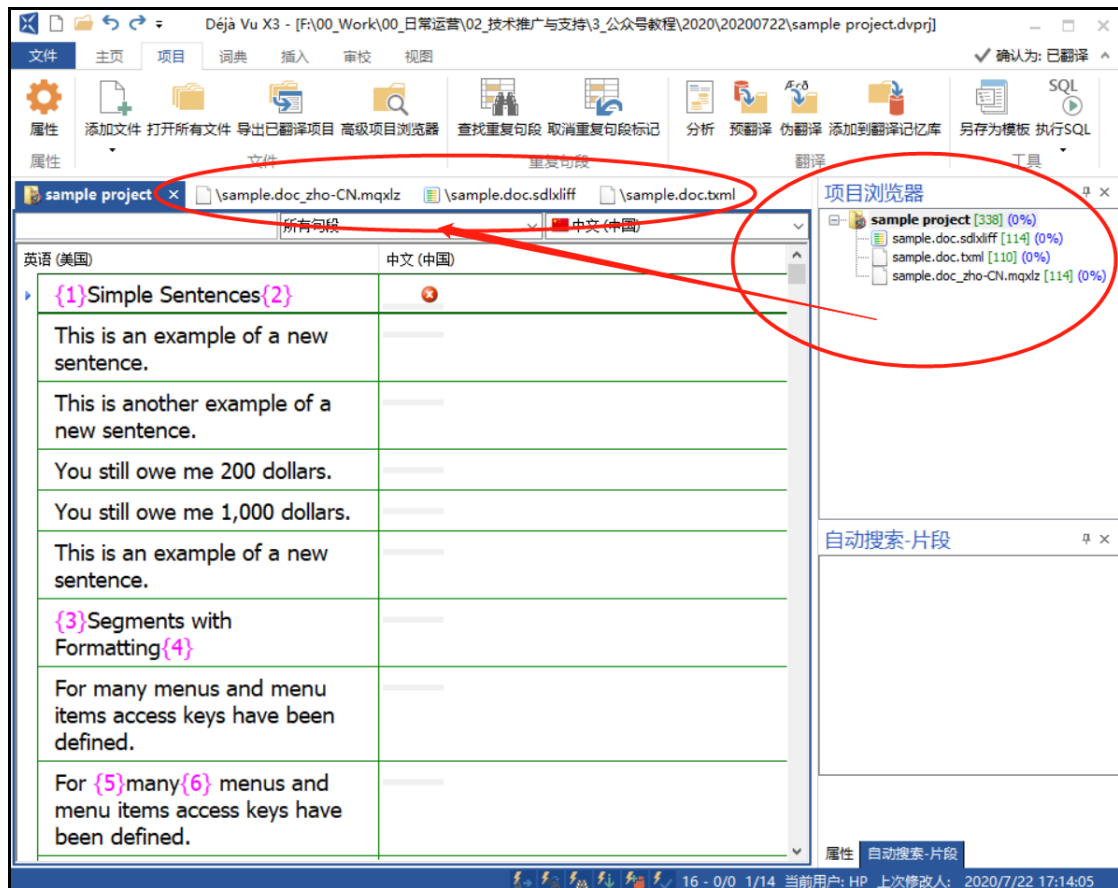 Déjà Vu X3 - [F:\00_Work\00_日常运营\02_技术推广与支持\3_公众号教程\2020\20200722\sample project.dvprj]
文件 主页 项目 词典 插入 审校 视图 确认为: 已翻译
SQL
属性 添加文件 打开所有文件 导出已翻译项目 高级项目浏览器 查找重复句段 取消重复句段标记 分析 预翻译 伪翻译 添加到翻译记忆库 另存为模板 执行SQL
属性 文件 重复句段 翻译 工具
sample project \sample.doc_zho-CN.mqxlz \sample.doc.sdlxliff \sample.doc.txml
所有句段 中文 (中国)
英语 (美国) 中文 (中国)
{1}Simple Sentences{2}
This is an example of a new
sentence.
This is another example of a
new sentence.
You still owe me 200 dollars.
You still owe me 1,000 dollars.
This is an example of a new
sentence.
{3}Segments with
Formatting{4}
For many menus and menu
items access keys have been
defined.
For {5}many{6} menus and
menu items access keys have
been defined.
项目浏览器
sample project [338] (0%)
sample.doc.sdlxliff [114] (0%)
sample.doc.txml [110] (0%)
sample.doc_zho-CN.mqxlz [114] (0%)
自动搜索-片段
属性 自动搜索-片段
16 - 0/0 1/14 当前用户: HP 上次修改人: 2020/7/22 17:14:05